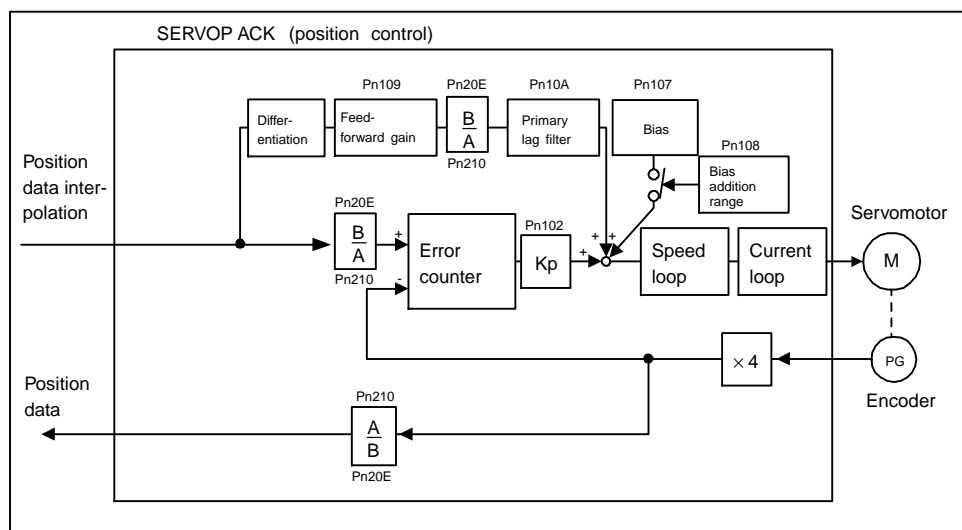 SERVOP ACK (position control)
Pn109
Pn20E
Pn10A
Pn107
Differ-
entiation
Feed-
forward gain
B
A
Pn210
Primary
lag filter
Bias
Pn108
Bias
addition
range
Position
data inter-
polation
Pn20E
B
A
Pn210
+
-
Error
counter
Pn102
Kp
+
+
+
Speed
loop
Current
loop
Servomotor
M
× 4
PG
Encoder
Position
data
Pn210
A
B
Pn20E